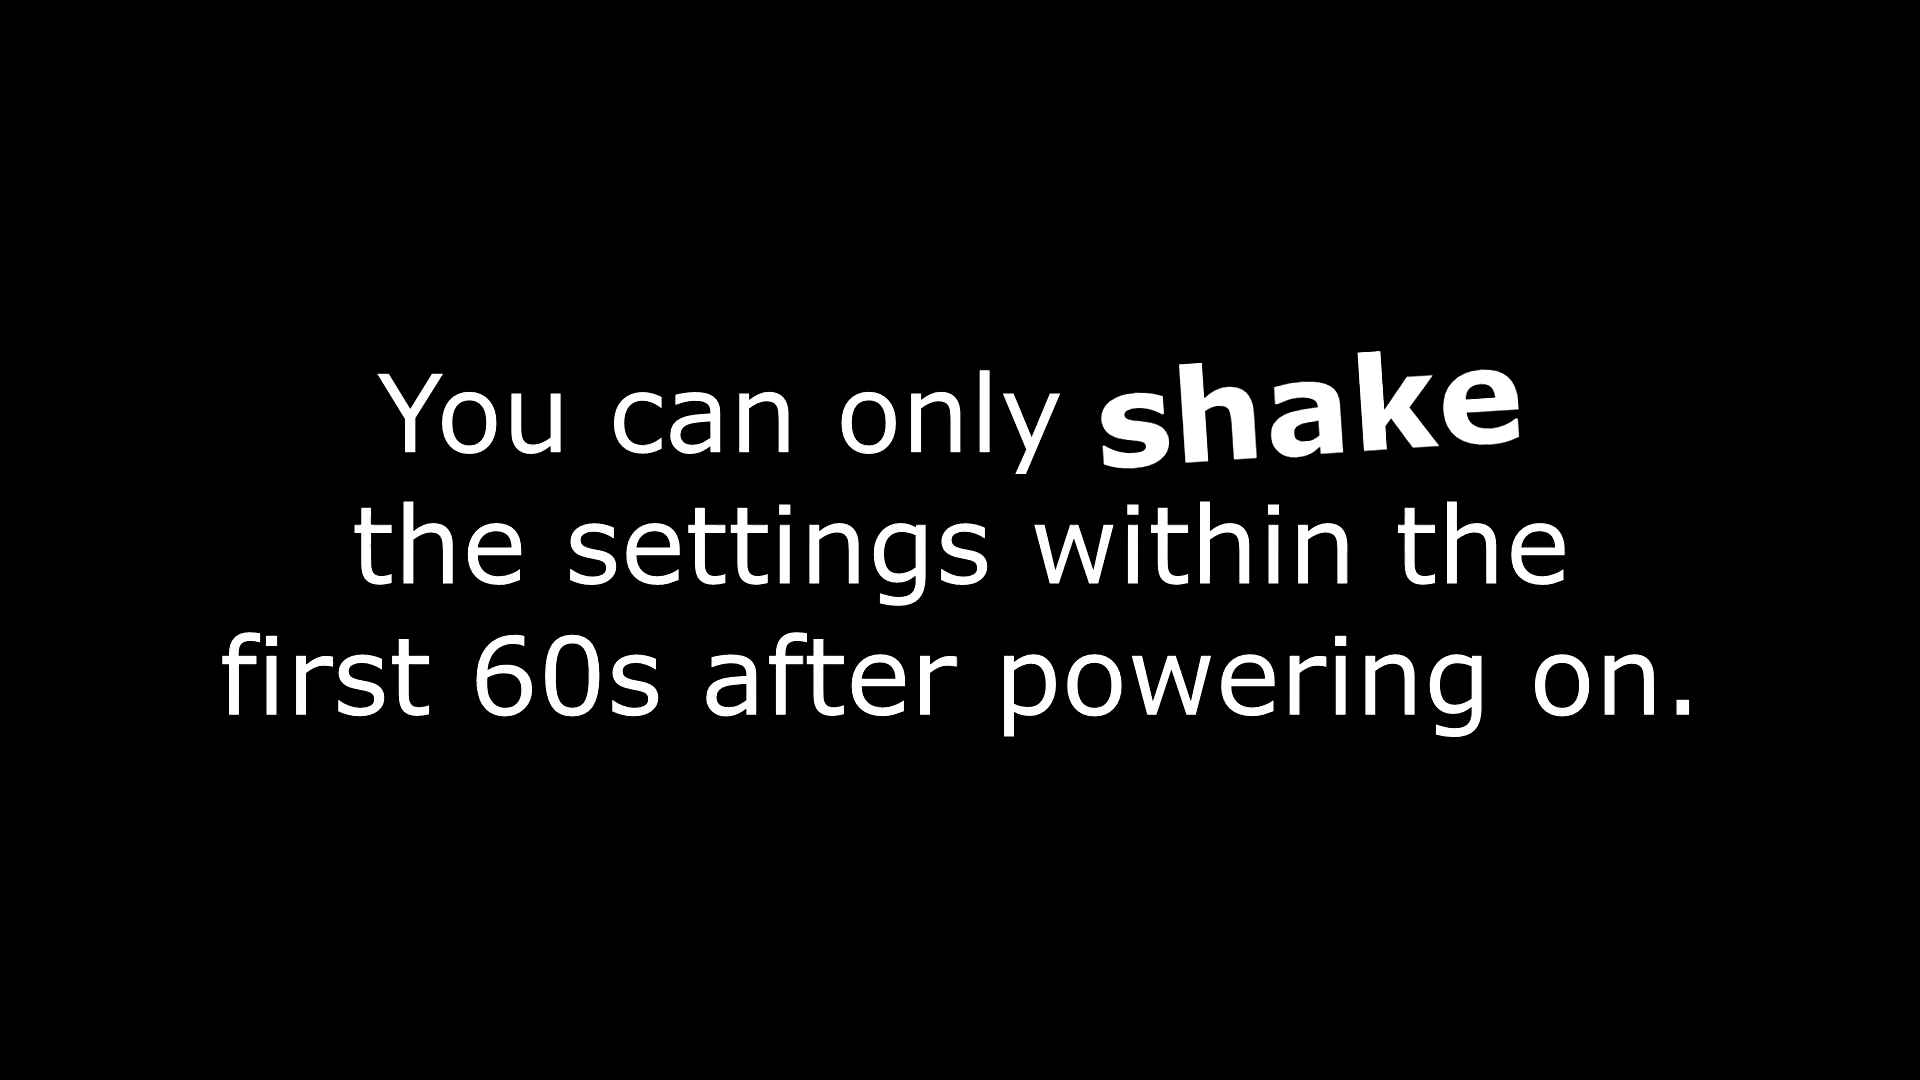 You can only shake
the settings within the
first 60s after powering on.